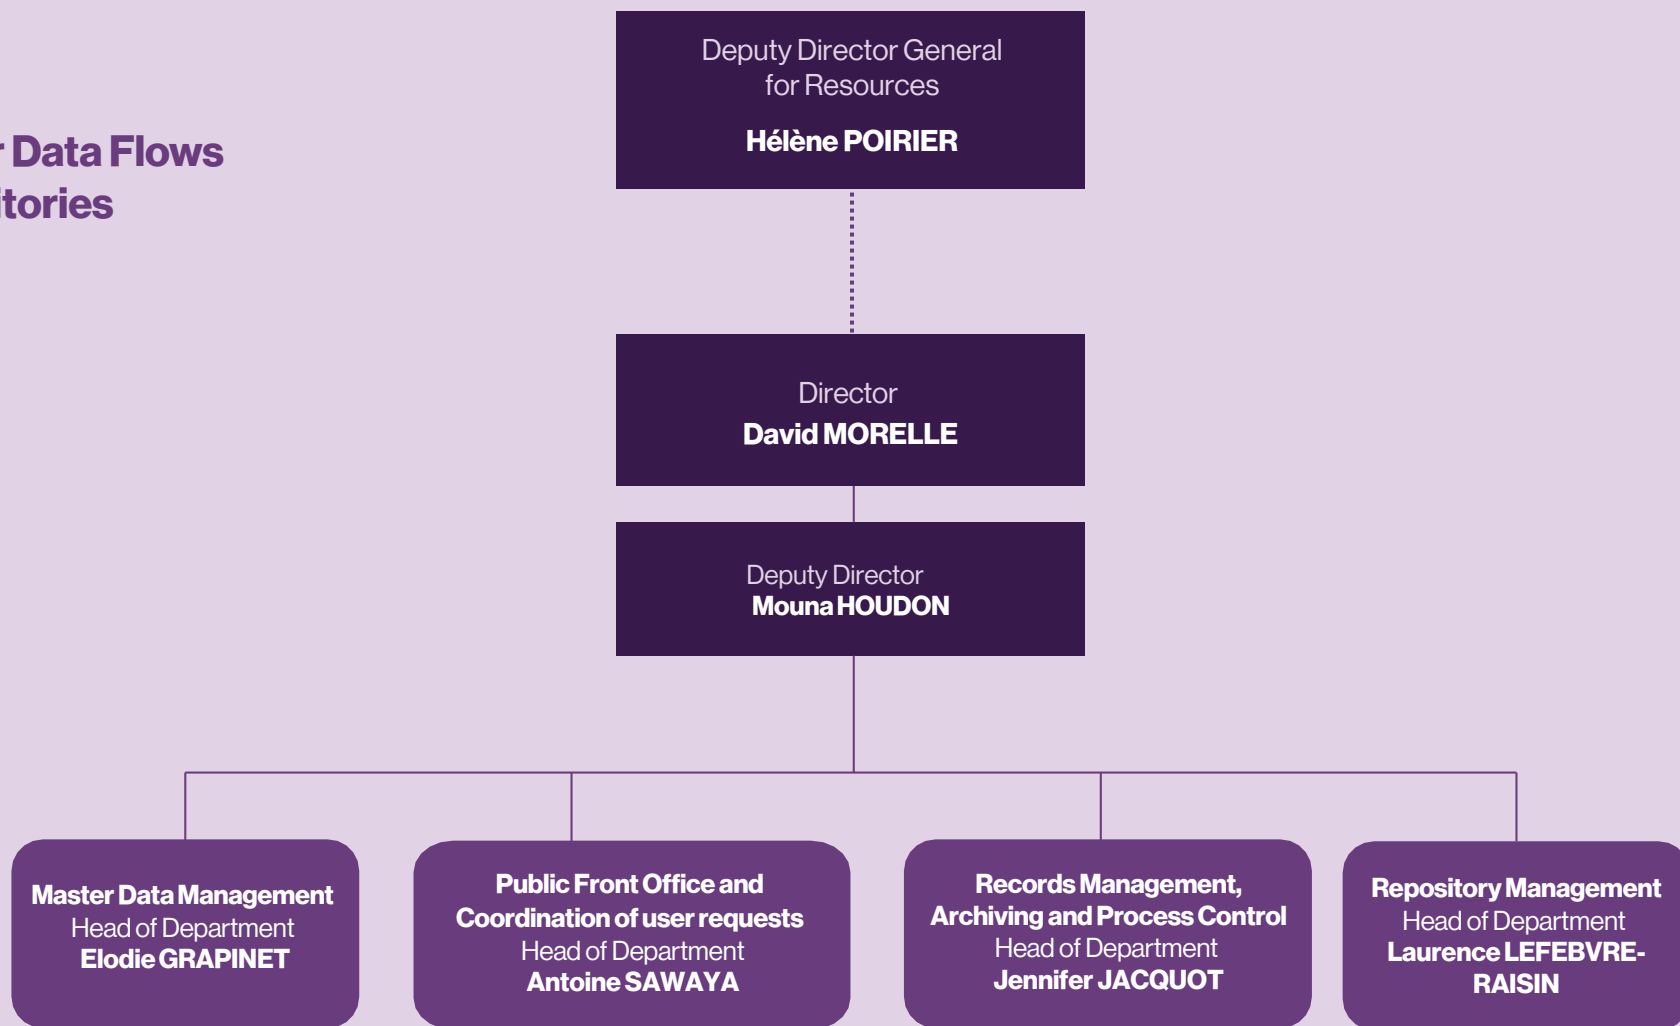 Data Flows
Deputy Director General
for Resources
Hélène POIRIER
Director
David MORELLE
Deputy Director
Mouna HOUDON
Master Data Management
Head of Department
Elodie GRAPINET
Public Front Office and
Coordination of user requests
Head of Department
Antoine SAWAYA
Records Management,
Archiving and Process Control
Head of Department
Jennifer JACQUOT
Repository Management
Head of Department
Laurence LEFEBVRE-
RAISIN